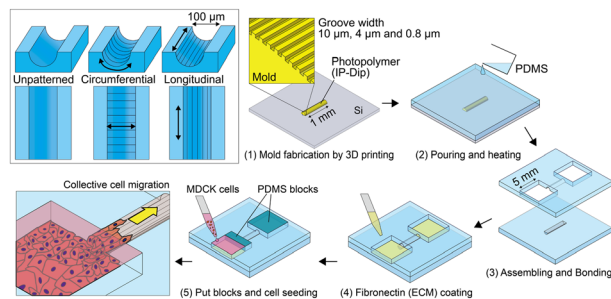 100 µm
Unpatterned
Circumferential
Longitudinal
Groove width
10 µm, 4 µm and 0.8 µm
Mold
Photopolymer
(IP-Dip)
1 mm
Si
(1) Mold fabrication by 3D printing
PDMS
(2) Pouring and heating
5 mm
(3) Assembling and Bonding
(4) Fibronectin (ECM) coating
MDCK cells
PDMS blocks
(5) Put blocks and cell seeding
Collective cell migration